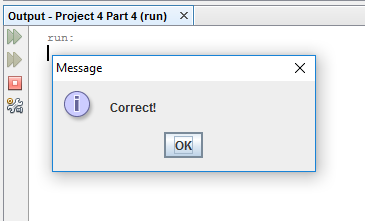 Output - Project 4 Part 4 (run)
run:
Message
Correct!
OK